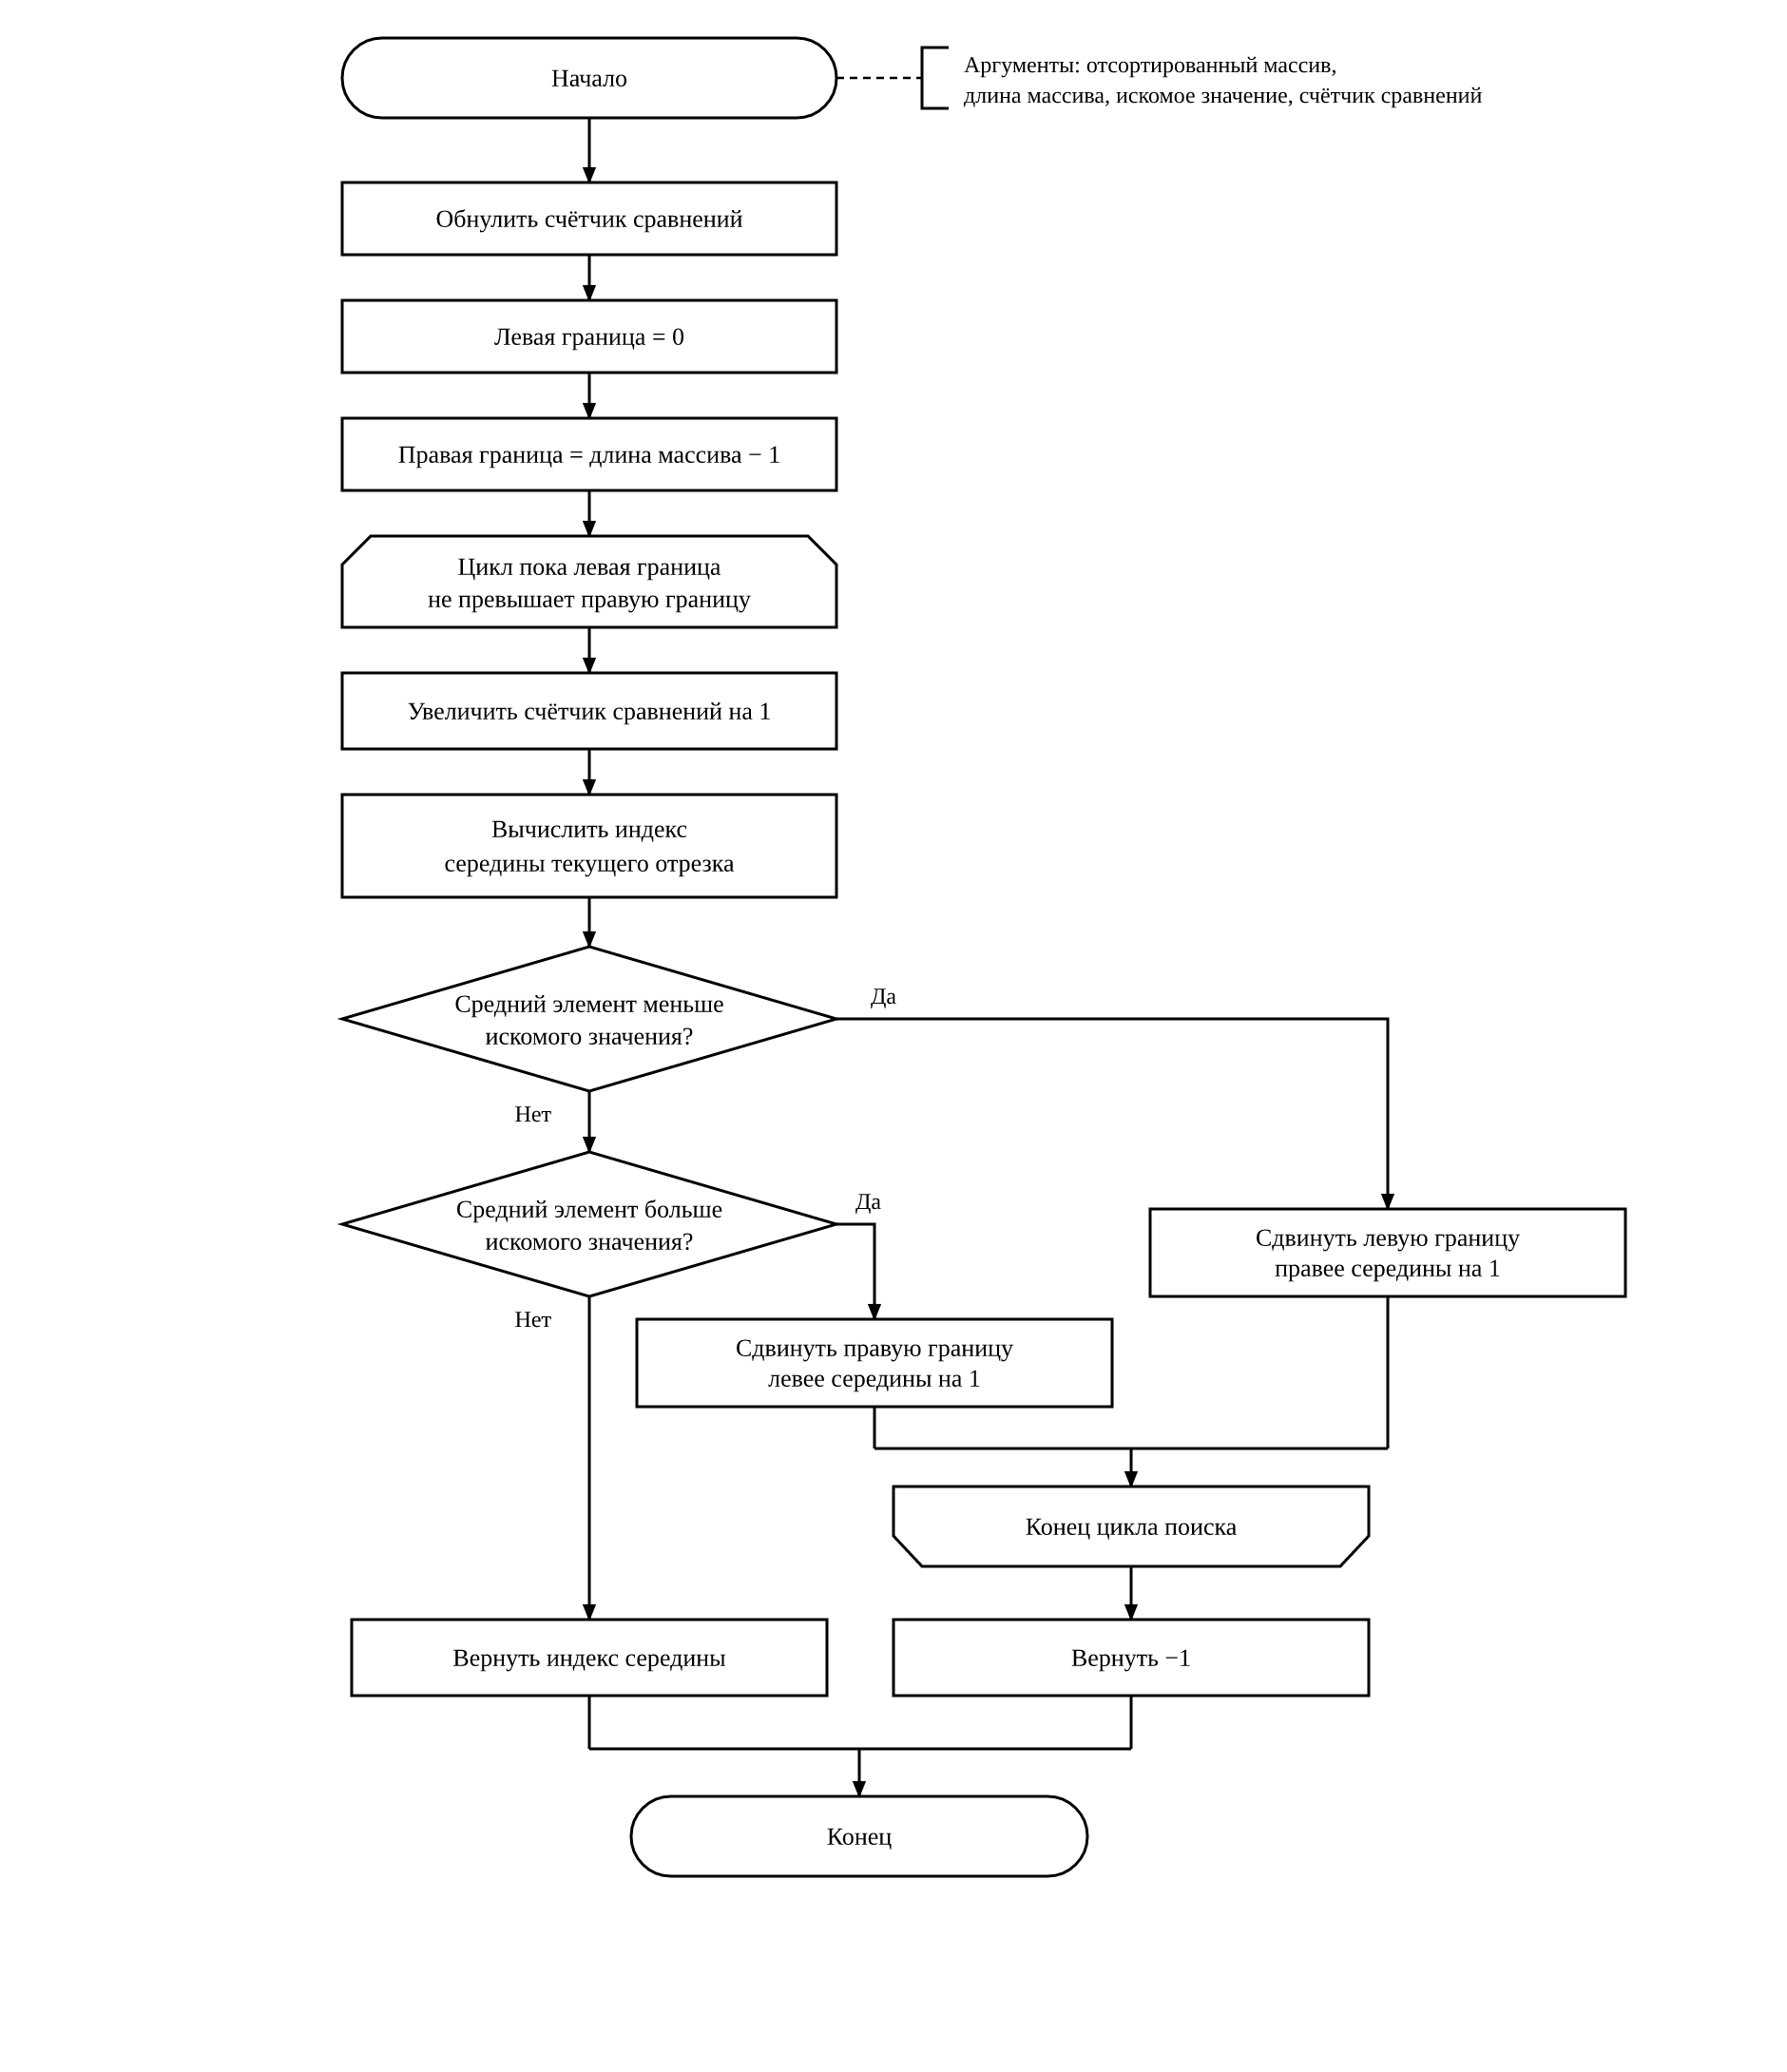 Начало
Аргументы: отсортированный массив,
длина массива, искомое значение, счётчик сравнений
Обнулить счётчик сравнений
Левая граница = 0
Правая граница = длина массива − 1
Цикл пока левая граница
не превышает правую границу
Увеличить счётчик сравнений на 1
Вычислить индекс
середины текущего отрезка
Средний элемент меньше
искомого значения?
Да
Нет
Средний элемент больше
искомого значения?
Да
Нет
Сдвинуть левую границу
правее середины на 1
Сдвинуть правую границу
левее середины на 1
Конец цикла поиска
Вернуть индекс середины
Вернуть −1
Конец